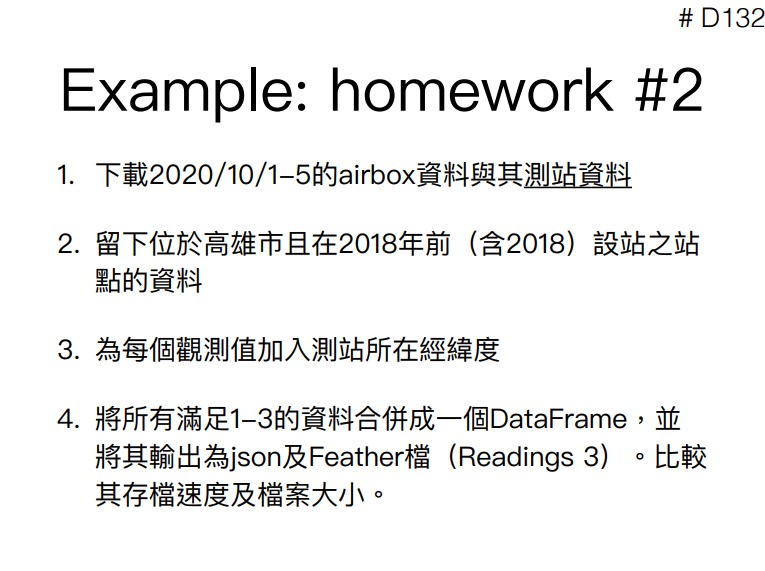 # D132
Example: homework #2
1. 下載2020/10/1–5的airbox資料與其測站資料
2. 留下位於高雄市且在2018年前（含2018）設站之站
點的資料
3. 為每個觀測值加入測站所在經緯度
4. 將所有滿足1–3的資料合併成一個DataFrame，並
將其輸出為json及Feather檔（Readings 3）。比較
其存檔速度及檔案大小。